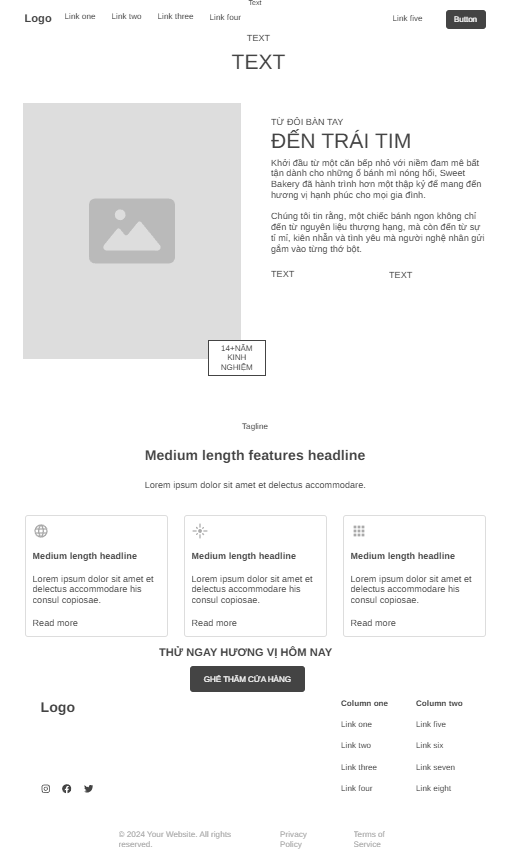 Text
Logo Link one Link two Link three Link four Link five Button
TEXT
TEXT
TỪ ĐÔI BÀN TAY
ĐẾN TRÁI TIM
Khởi đầu từ một căn bếp nhỏ với niềm đam mê bất
tận dành cho những ổ bánh mì nóng hổi, Sweet
Bakery đã hành trình hơn một thập kỷ để mang đến
hương vị hạnh phúc cho mọi gia đình.
Chúng tôi tin rằng, một chiếc bánh ngon không chỉ
đến từ nguyên liệu thượng hạng, mà còn đến từ sự
tỉ mỉ, kiên nhẫn và tình yêu mà người nghệ nhân gửi
gắm vào từng thớ bột.
TEXT TEXT
14+NĂM
KINH
NGHIỆM
Tagline
Medium length features headline
Lorem ipsum dolor sit amet et delectus accommodare.
Medium length headline
Lorem ipsum dolor sit amet et
delectus accommodare his
consul copiosae.
Read more
Medium length headline
Lorem ipsum dolor sit amet et
delectus accommodare his
consul copiosae.
Read more
Medium length headline
Lorem ipsum dolor sit amet et
delectus accommodare his
consul copiosae.
Read more
THỬ NGAY HƯƠNG VỊ HÔM NAY
GHÉ THĂM CỬA HÀNG
Logo
Column one
Link one
Link two
Link three
Link four
Column two
Link five
Link six
Link seven
Link eight
© 2024 Your Website. All rights
reserved.
Privacy
Policy
Terms of
Service